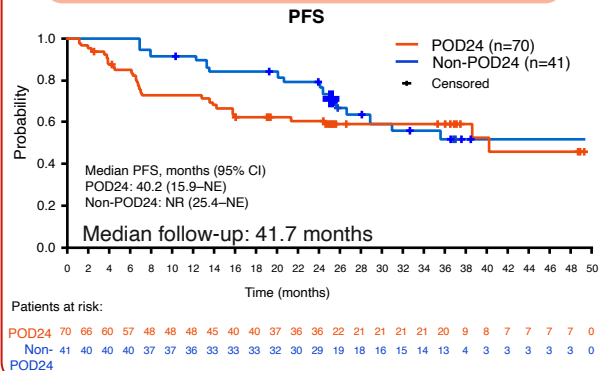 PFS
POD24 (n=70)
Non-POD24 (n=41)
Censored
Probability
1.0
0.8
0.6
0.4
0.2
0.0
Median PFS, months (95% CI)
POD24: 40.2 (15.9–NE)
Non-POD24: NR (25.4–NE)
Median follow-up: 41.7 months
0 2 4 6 8 10 12 14 16 18 20 22 24 26 28 30 32 34 36 38 40 42 44 46 48 50
Time (months)
Patients at risk:
POD24 70 66 60 57 48 48 48 45 40 40 37 36 36 22 21 21 21 21 20 9 8 7 7 7 7 0
Non- 41 40 40 40 37 37 36 33 33 33 32 30 29 19 18 16 15 14 13 4 3 3 3 3 3 0
POD24